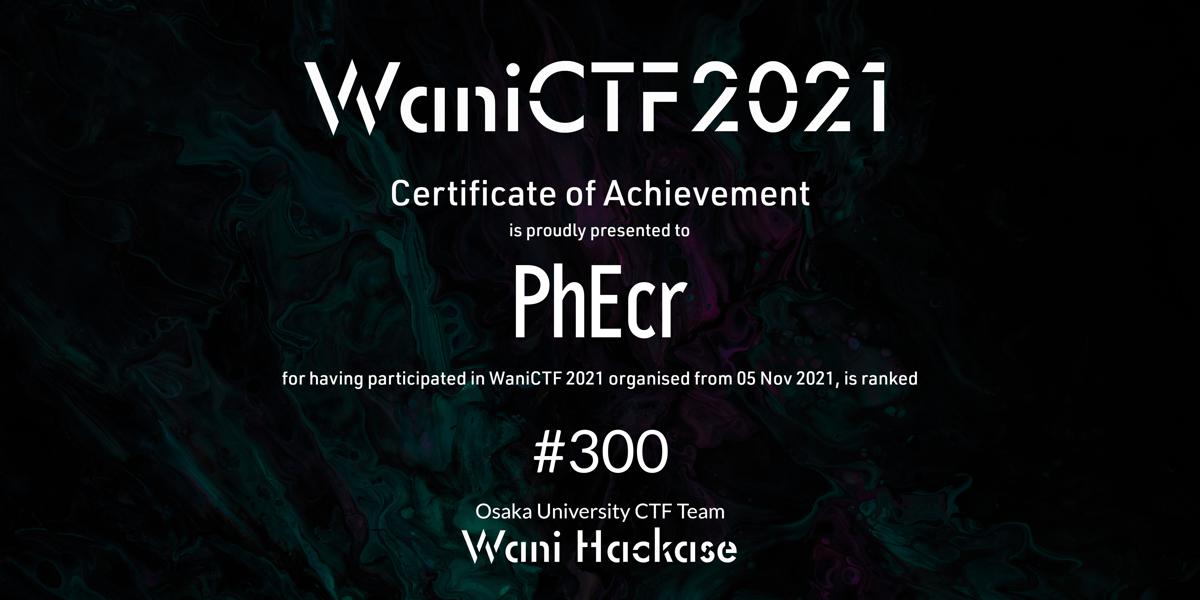 WaniCTF2021
Certificate of Achievement
is proudly presented to
PhEcr
for having participated in WaniCTF 2021 organised from 05 Nov 2021, is ranked
#300
Osaka University CTF Team
Wani Hackase